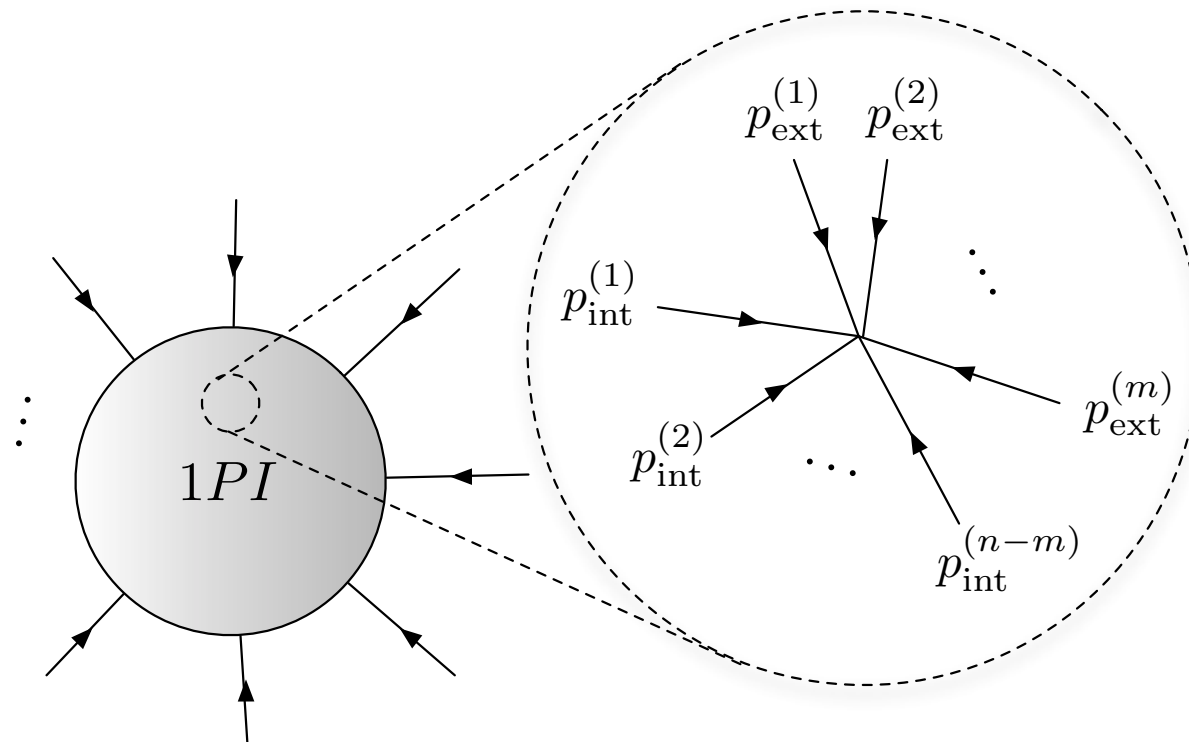 p_ext^(1) p_ext^(2)
p_int^(1)
p_ext^(m)
p_int^(2)
1PI
p_int^(n−m)